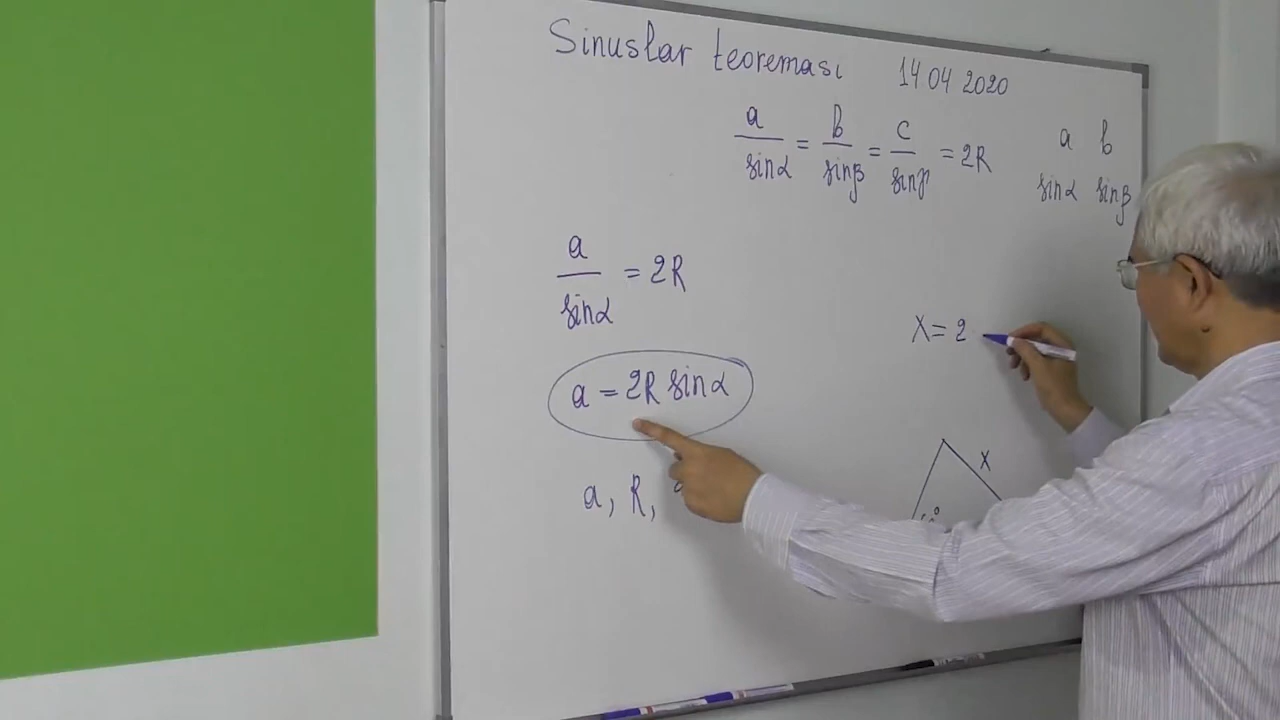 Sinuslar teoreması 14 04 2020
a/sinα = b/sinβ = c/sinγ = 2R
a b
sinα sinβ
a/sinα = 2R
X = 2
a = 2R sinα
X
a, R,